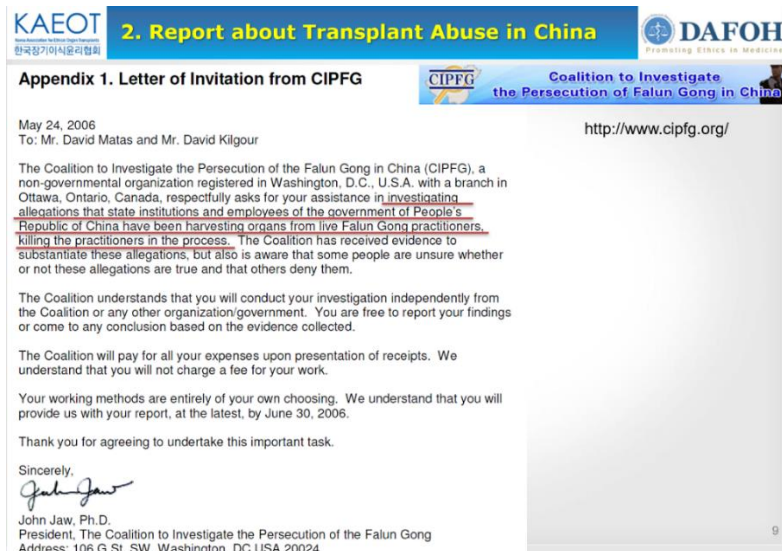 KAEOT
Korea Association for Ethical Organ Transplants
한국장기이식윤리협회
2. Report about Transplant Abuse in China
DAFOH
Promoting Ethics in Medicine
Appendix 1. Letter of Invitation from CIPFG
CIPFG
Coalition to Investigate
the Persecution of Falun Gong in China
http://www.cipfg.org/
May 24, 2006
To: Mr. David Matas and Mr. David Kilgour
The Coalition to Investigate the Persecution of the Falun Gong in China (CIPFG), a
non-governmental organization registered in Washington, D.C., U.S.A. with a branch in
Ottawa, Ontario, Canada, respectfully asks for your assistance in investigating
allegations that state institutions and employees of the government of People's
Republic of China have been harvesting organs from live Falun Gong practitioners,
killing the practitioners in the process. The Coalition has received evidence to
substantiate these allegations, but also is aware that some people are unsure whether
or not these allegations are true and that others deny them.
The Coalition understands that you will conduct your investigation independently from
the Coalition or any other organization/government. You are free to report your findings
or come to any conclusion based on the evidence collected.
The Coalition will pay for all your expenses upon presentation of receipts. We
understand that you will not charge a fee for your work.
Your working methods are entirely of your own choosing. We understand that you will
provide us with your report, at the latest, by June 30, 2006.
Thank you for agreeing to undertake this important task.
Sincerely,
John Jaw
John Jaw, Ph.D.
President, The Coalition to Investigate the Persecution of the Falun Gong
Address: 106 G St. SW, Washington, DC USA 20024
9